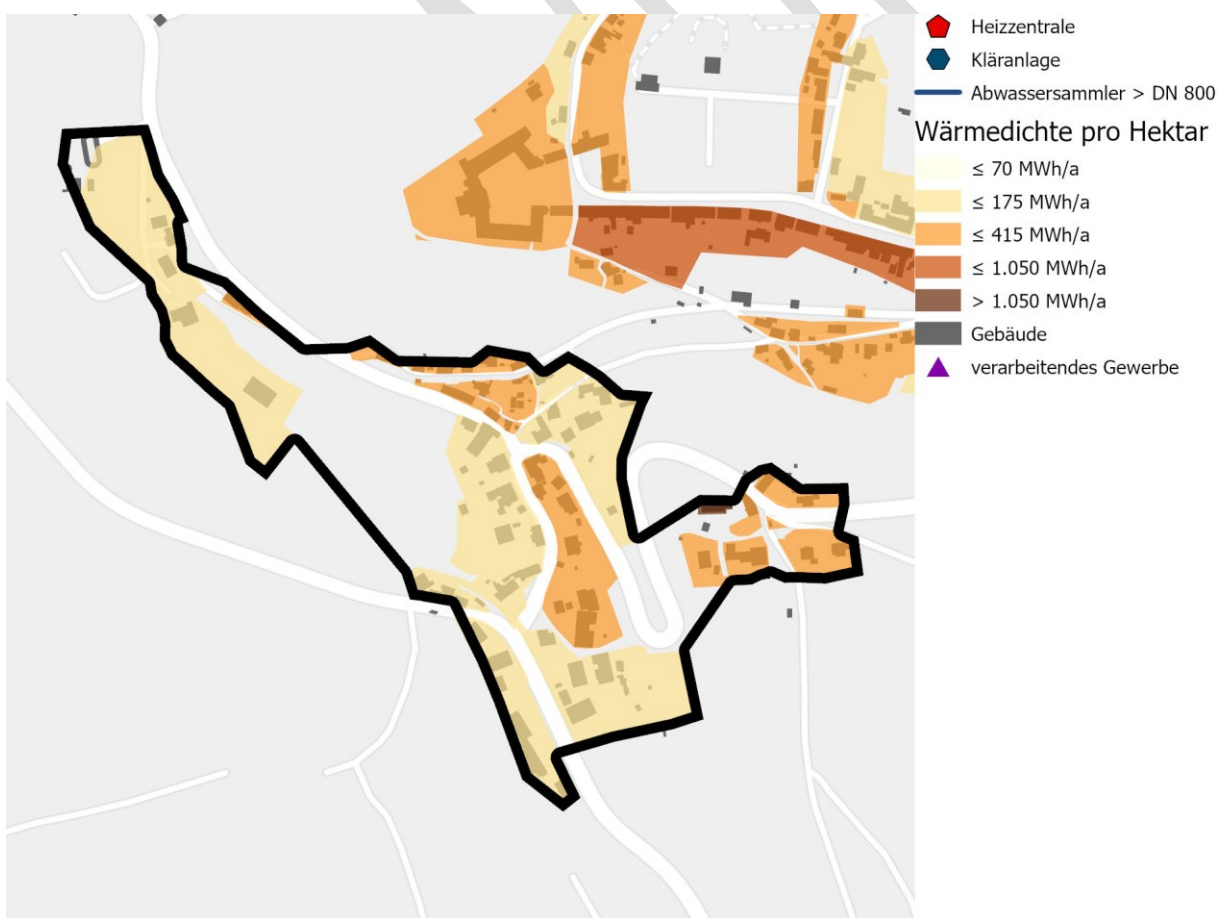 Heizzentrale
Kläranlage
Abwassersammler > DN 800
Wärmedichte pro Hektar
≤ 70 MWh/a
≤ 175 MWh/a
≤ 415 MWh/a
≤ 1.050 MWh/a
> 1.050 MWh/a
Gebäude
verarbeitendes Gewerbe